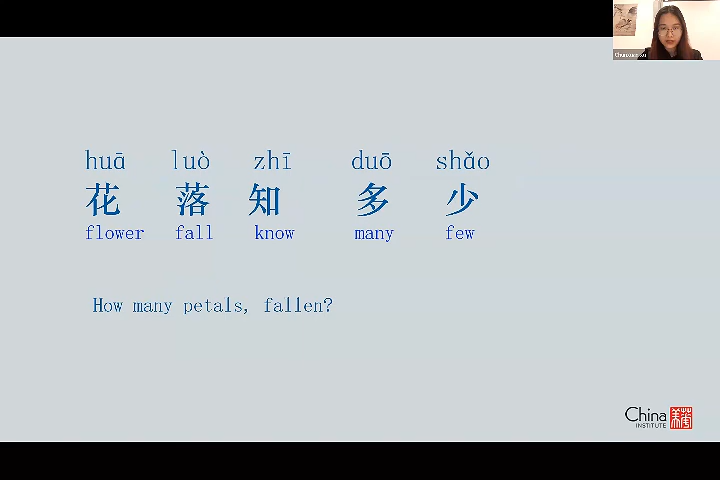 huā luò zhī duō shǎo
花 落 知 多 少
flower fall know many few
How many petals, fallen?
China
INSTITUTE